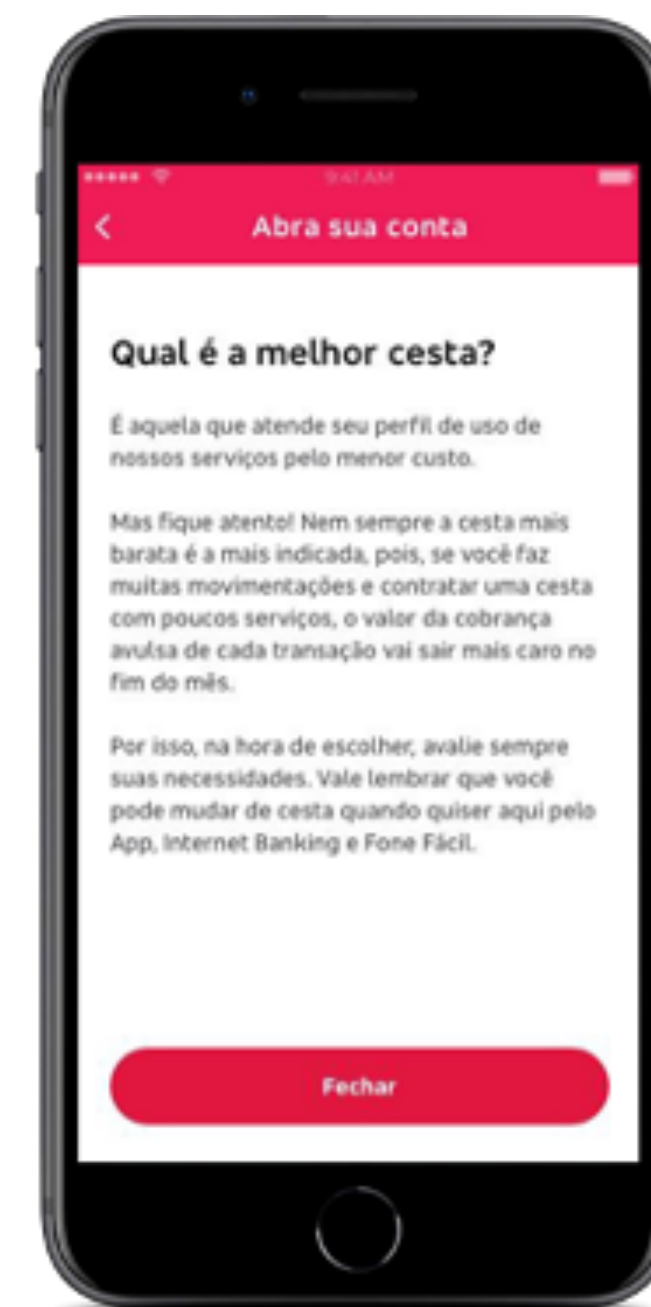 9:41 AM
Abra sua conta
Qual é a melhor cesta?
É aquela que atende seu perfil de uso de
nossos serviços pelo menor custo.
Mas fique atento! Nem sempre a cesta mais
barata é a mais indicada, pois, se você faz
muitas movimentações e contratar uma cesta
com poucos serviços, o valor da cobrança
avulsa de cada transação vai sair mais caro no
fim do mês.
Por isso, na hora de escolher, avalie sempre
suas necessidades. Vale lembrar que você
pode mudar de cesta quando quiser aqui pelo
App, Internet Banking e Fone Fácil.
Fechar